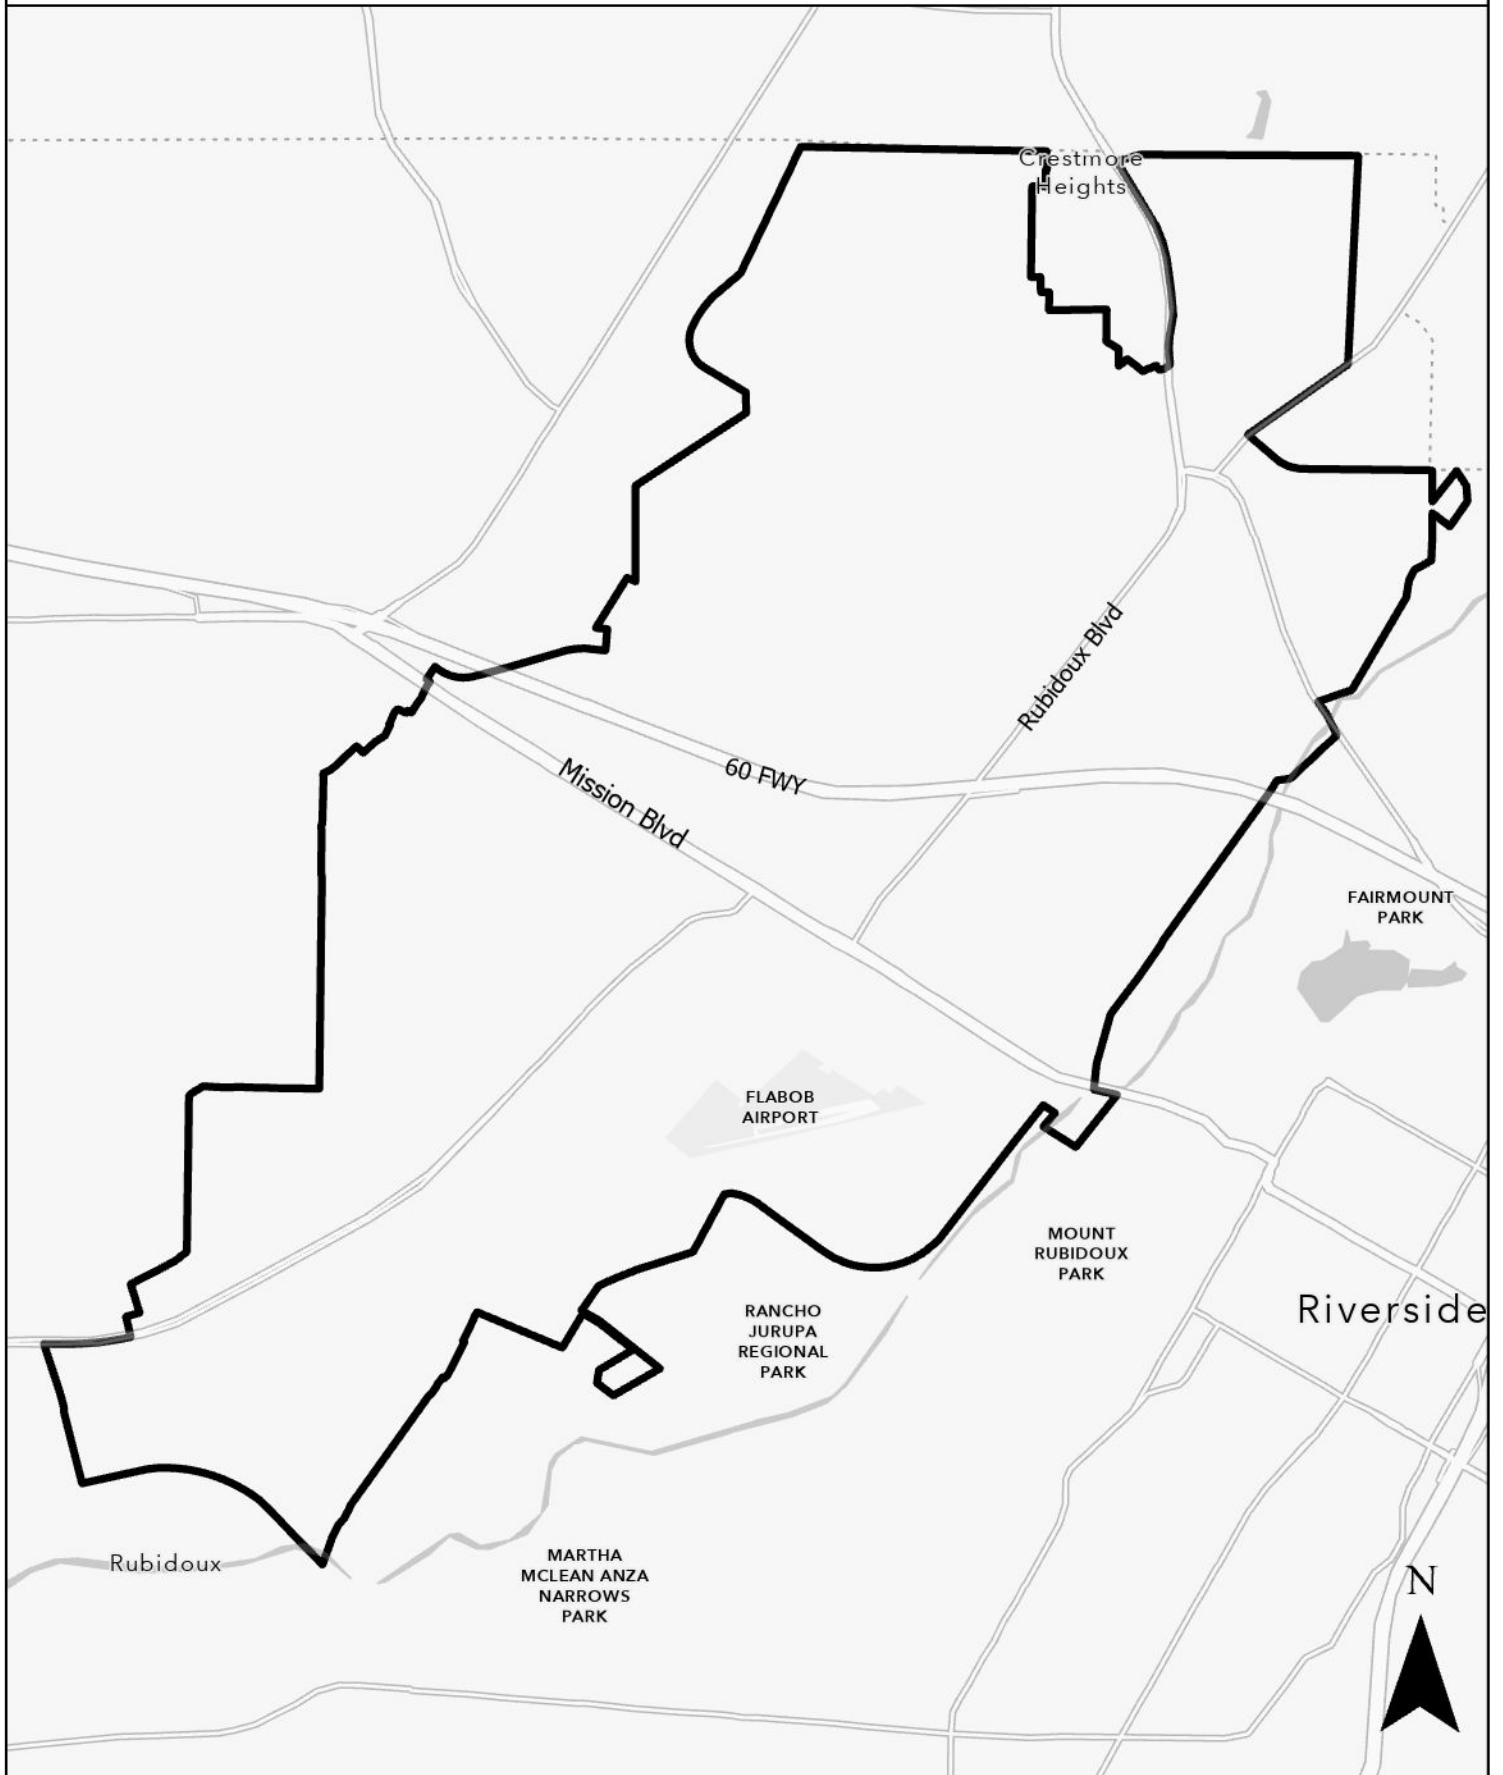 Crestmore
Heights
Rubidoux Blvd
60 FWY
Mission Blvd
FAIRMOUNT
PARK
FLABOB
AIRPORT
MOUNT
RUBIDOUX
PARK
RANCHO
JURUPA
REGIONAL
PARK
Riverside
Rubidoux
MARTHA
MCLEAN ANZA
NARROWS
PARK
N